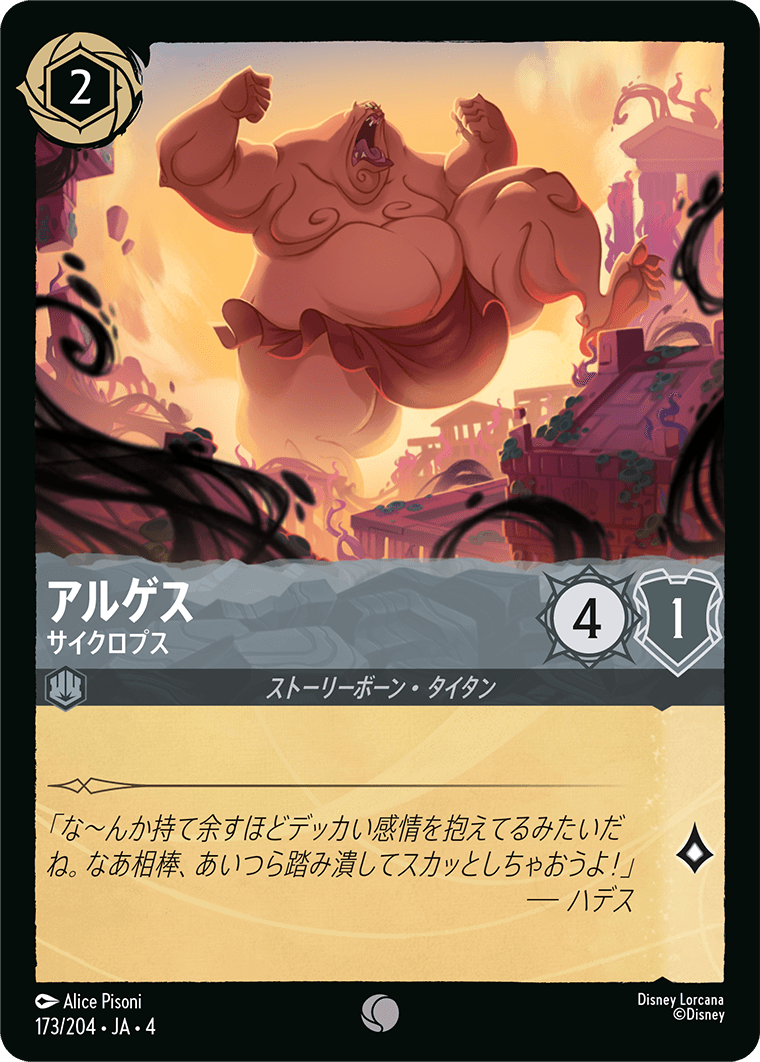 2
アルゲス
サイクロプス
4
1
ストーリーボーン・タイタン
「な～んか持て余すほどデッカい感情を抱えてるみたいだ
ね。なあ相棒、あいつら踏み潰してスカッとしちゃおうよ！」
— ハデス
Alice Pisoni
173/204 • JA • 4
Disney Lorcana
©Disney